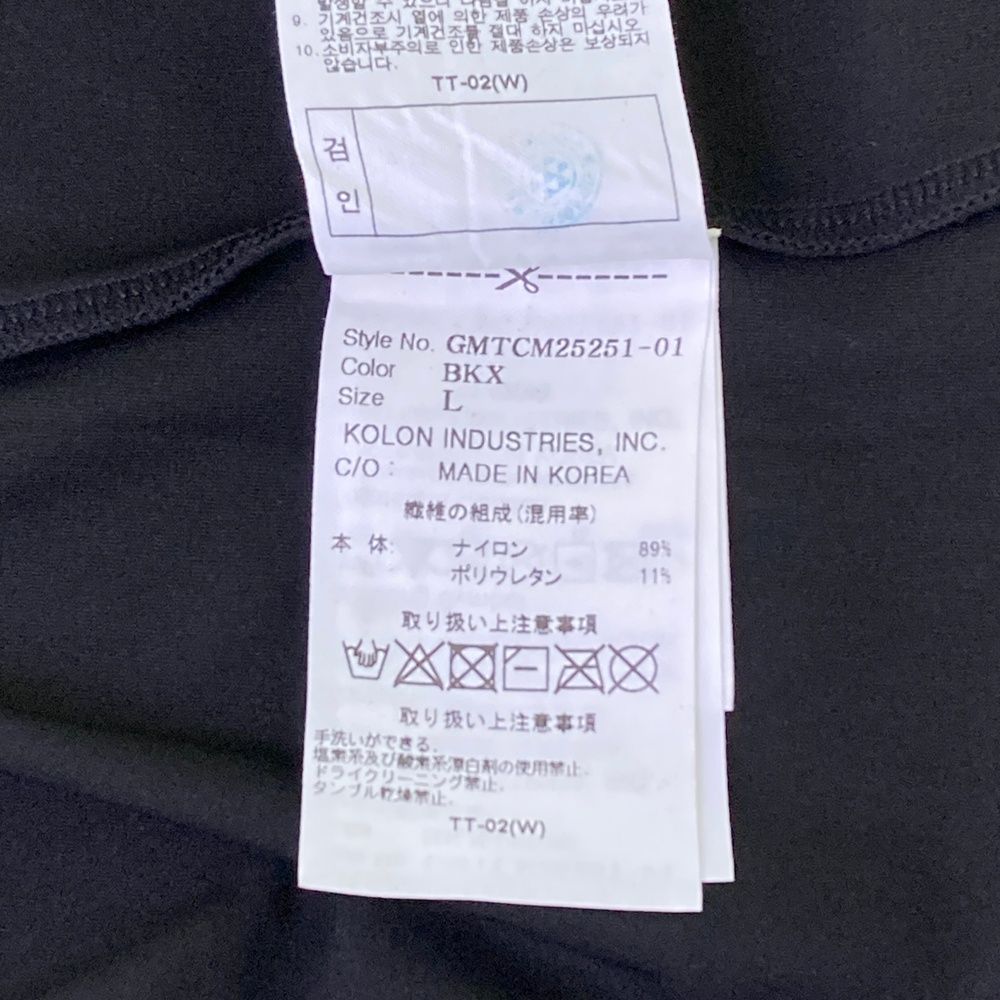 9. 기계건조시 열에 의한 제품 손상의 우려가
있음으로 기계건조를 절대 하지 마십시오.
10. 소비자부주의로 인한 제품손상은 보상되지
않습니다.
TT-02(W)
검
인
Style No. GMTCM25251-01
Color BKX
Size L
KOLON INDUSTRIES, INC.
C/O : MADE IN KOREA
繊維の組成(混用率)
本 体: ナイロン 89%
ポリウレタン 11%
取り扱い上注意事項
取り扱い上注意事項
手洗いができる.
塩素系及び酸素系漂白剤の使用禁止.
ドライクリーニング禁止.
タンブル乾燥禁止.
TT-02(W)